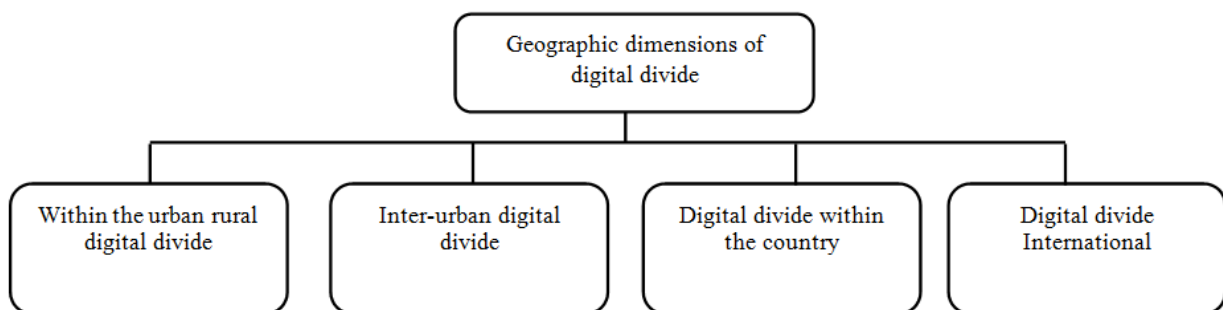 Geographic dimensions of
digital divide
Within the urban rural
digital divide
Inter-urban digital
divide
Digital divide within
the country
Digital divide
International